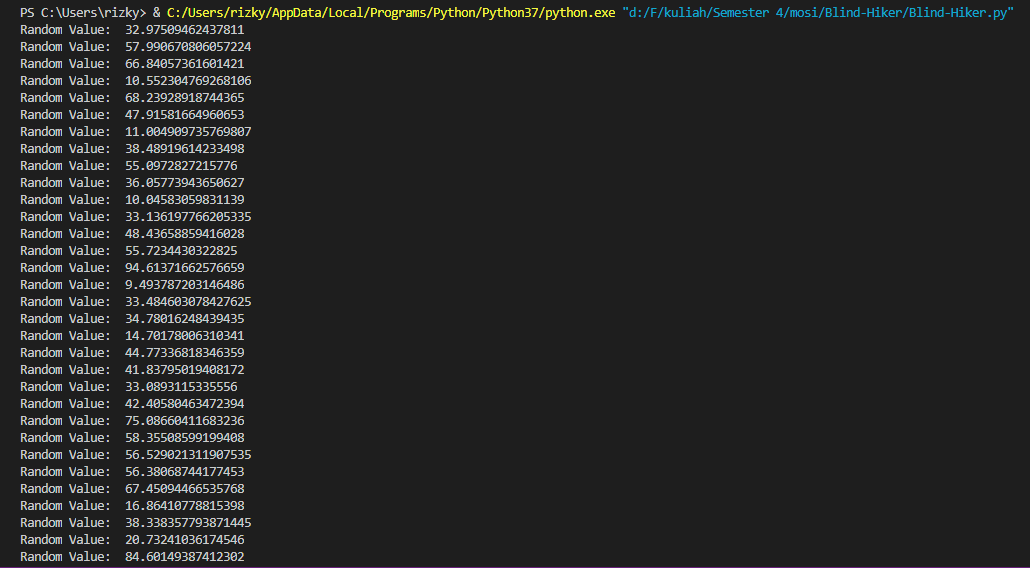 PS C:\Users\rizky> & C:/Users/rizky/AppData/Local/Programs/Python/Python37/python.exe "d:/F/kuliah/Semester 4/mosi/Blind-Hiker/Blind-Hiker.py"
Random Value:  32.97509462437811
Random Value:  57.990670806057224
Random Value:  66.84057361601421
Random Value:  10.552304769268106
Random Value:  68.23928918744365
Random Value:  47.91581664960653
Random Value:  11.004909735769807
Random Value:  38.48919614233498
Random Value:  55.0972827215776
Random Value:  36.05773943650627
Random Value:  10.04583059831139
Random Value:  33.136197766205335
Random Value:  48.43658859416028
Random Value:  55.7234430322825
Random Value:  94.61371662576659
Random Value:  9.493787203146486
Random Value:  33.484603078427625
Random Value:  34.78016248439435
Random Value:  14.70178006310341
Random Value:  44.77336818346359
Random Value:  41.83795019408172
Random Value:  33.0893115335556
Random Value:  42.40580463472394
Random Value:  75.08660411683236
Random Value:  58.35508599199408
Random Value:  56.529021311907535
Random Value:  56.38068744177453
Random Value:  67.45094466535768
Random Value:  16.86410778815398
Random Value:  38.338357793871445
Random Value:  20.73241036174546
Random Value:  84.60149387412302